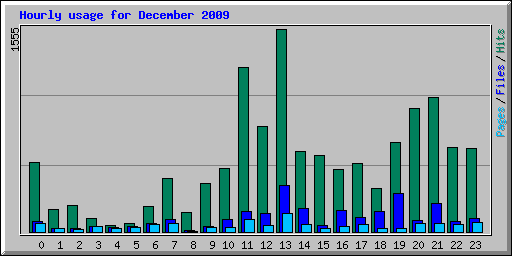 Hourly usage for December 2009
1555
Pages / Files / Hits
0 1 2 3 4 5 6 7 8 9 10 11 12 13 14 15 16 17 18 19 20 21 22 23